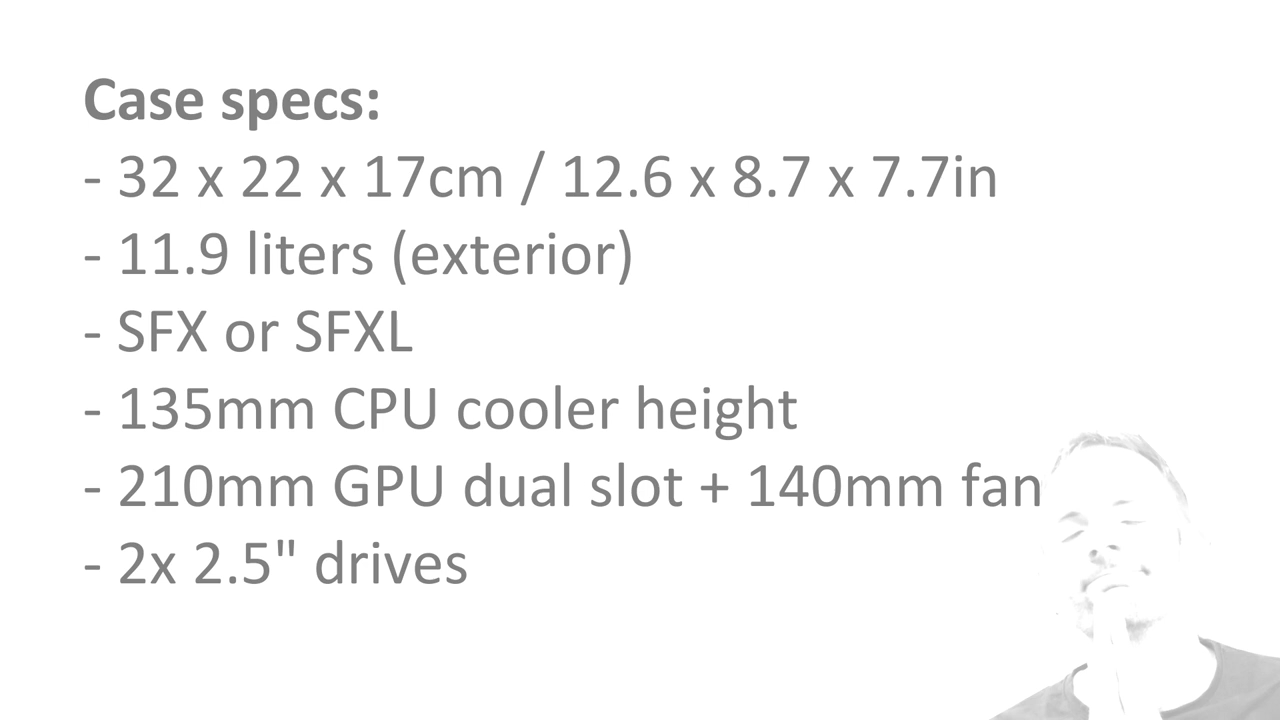 Case specs:
- 32 x 22 x 17cm / 12.6 x 8.7 x 7.7in
- 11.9 liters (exterior)
- SFX or SFXL
- 135mm CPU cooler height
- 210mm GPU dual slot + 140mm fan
- 2x 2.5" drives